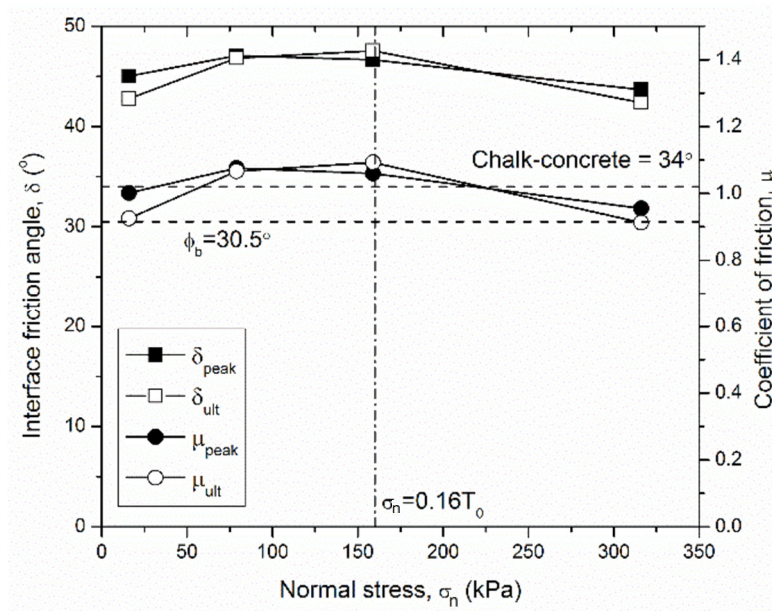 50
40
30
20
10
0
Interface friction angle, δ (°)
1.4
1.2
1.0
0.8
0.6
0.4
0.2
0.0
Coefficient of friction, μ
Chalk-concrete = 34°
ϕb=30.5°
δpeak
δult
μpeak
μult
σn=0.16T0
0 50 100 150 200 250 300 350
Normal stress, σn (kPa)